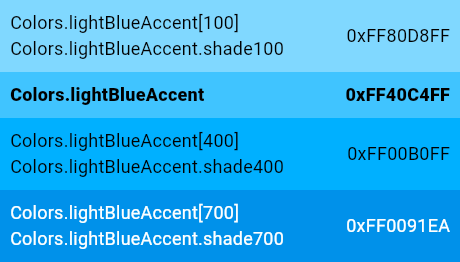 Colors.lightBlueAccent[100]
Colors.lightBlueAccent.shade100
0xFF80D8FF
Colors.lightBlueAccent 0xFF40C4FF
Colors.lightBlueAccent[400]
Colors.lightBlueAccent.shade400
0xFF00B0FF
Colors.lightBlueAccent[700]
Colors.lightBlueAccent.shade700
0xFF0091EA